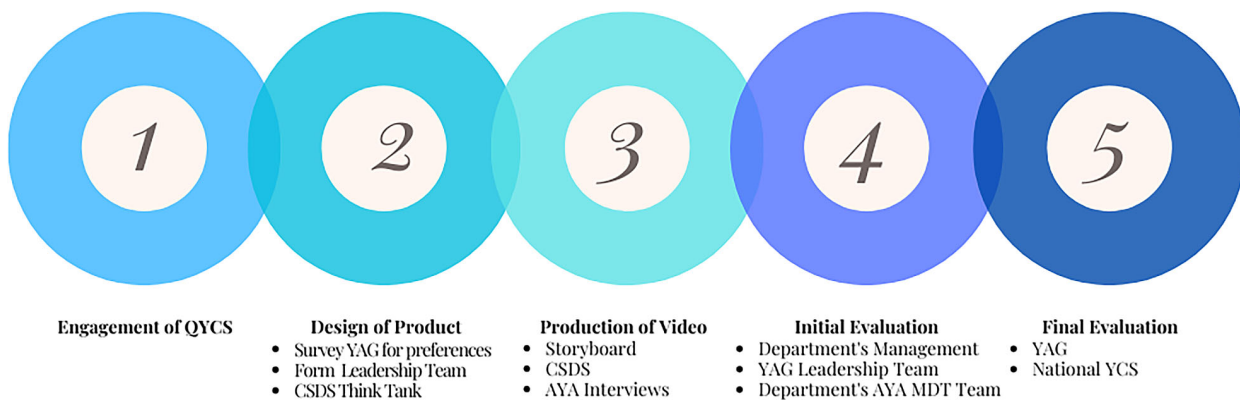 1
2
3
4
5
Engagement of QYCS
Design of Product
• Survey YAG for preferences
• Form Leadership Team
• CSDS Think Tank
Production of Video
• Storyboard
• CSDS
• AYA Interviews
Initial Evaluation
• Department's Management
• YAG Leadership Team
• Department's AYA MDT Team
Final Evaluation
• YAG
• National YCS